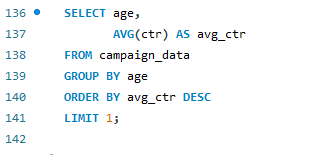 136 SELECT age,
137 AVG(ctr) AS avg_ctr
138 FROM campaign_data
139 GROUP BY age
140 ORDER BY avg_ctr DESC
141 LIMIT 1;
142